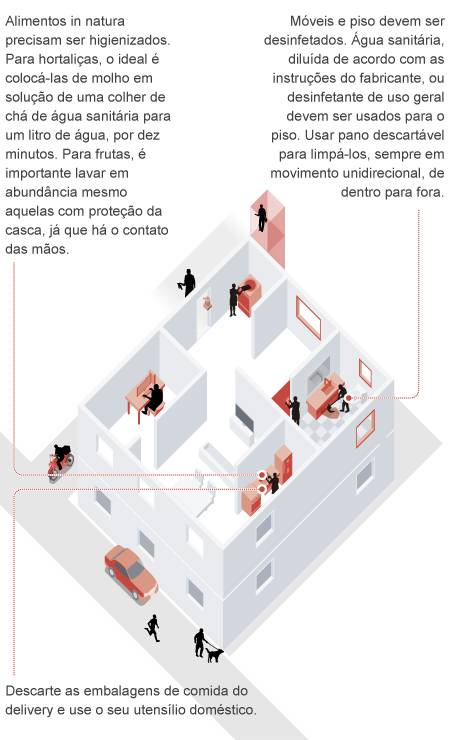 Alimentos in natura
precisam ser higienizados.
Para hortaliças, o ideal é
colocá-las de molho em
solução de uma colher de
chá de água sanitária para
um litro de água, por dez
minutos. Para frutas, é
importante lavar em
abundância mesmo
aquelas com proteção da
casca, já que há o contato
das mãos.
Móveis e piso devem ser
desinfetados. Água sanitária,
diluída de acordo com as
instruções do fabricante, ou
desinfetante de uso geral
devem ser usados para o
piso. Usar pano descartável
para limpá-los, sempre em
movimento unidirecional, de
dentro para fora.
Descarte as embalagens de comida do
delivery e use o seu utensílio doméstico.